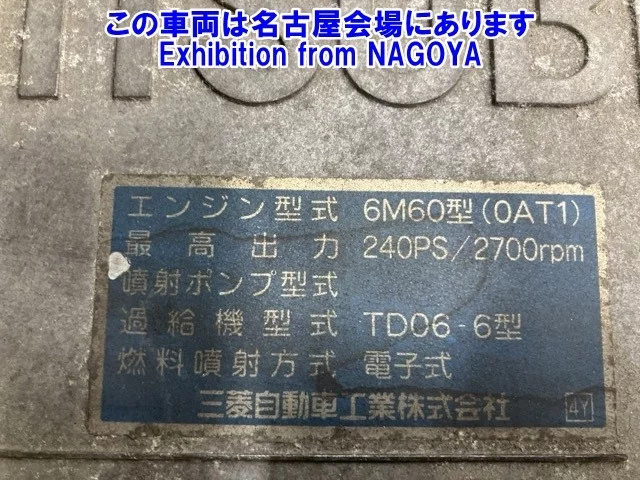 この車両は名古屋会場にあります
Exhibition from NAGOYA
エンジン型式 6M60型(0AT1)
最高出力 240PS/2700rpm
噴射ポンプ型式
過給機型式 TD06-6型
燃料噴射方式 電子式
三菱自動車工業株式会社 4Y